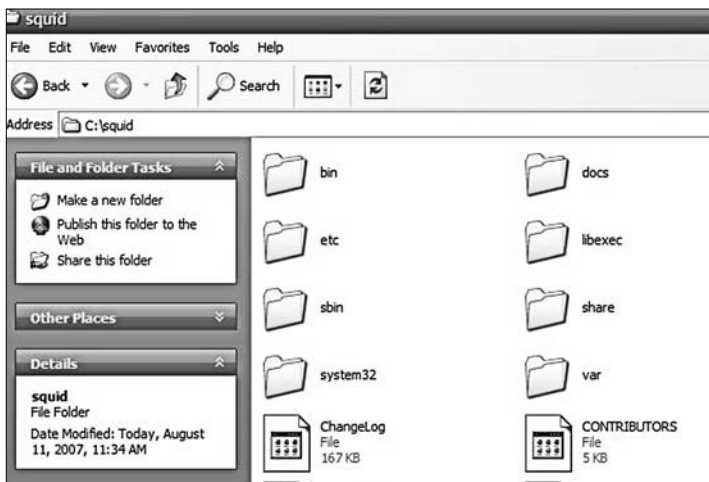 squid
File Edit View Favorites Tools Help
Back Search
Address C:\squid
File and Folder Tasks
Make a new folder
Publish this folder to the
Web
Share this folder
Other Places
Details
squid
File Folder
Date Modified: Today, August
11, 2007, 11:34 AM
bin docs
etc libexec
sbin share
system32 var
ChangeLog
File
167 KB
CONTRIBUTORS
File
5 KB